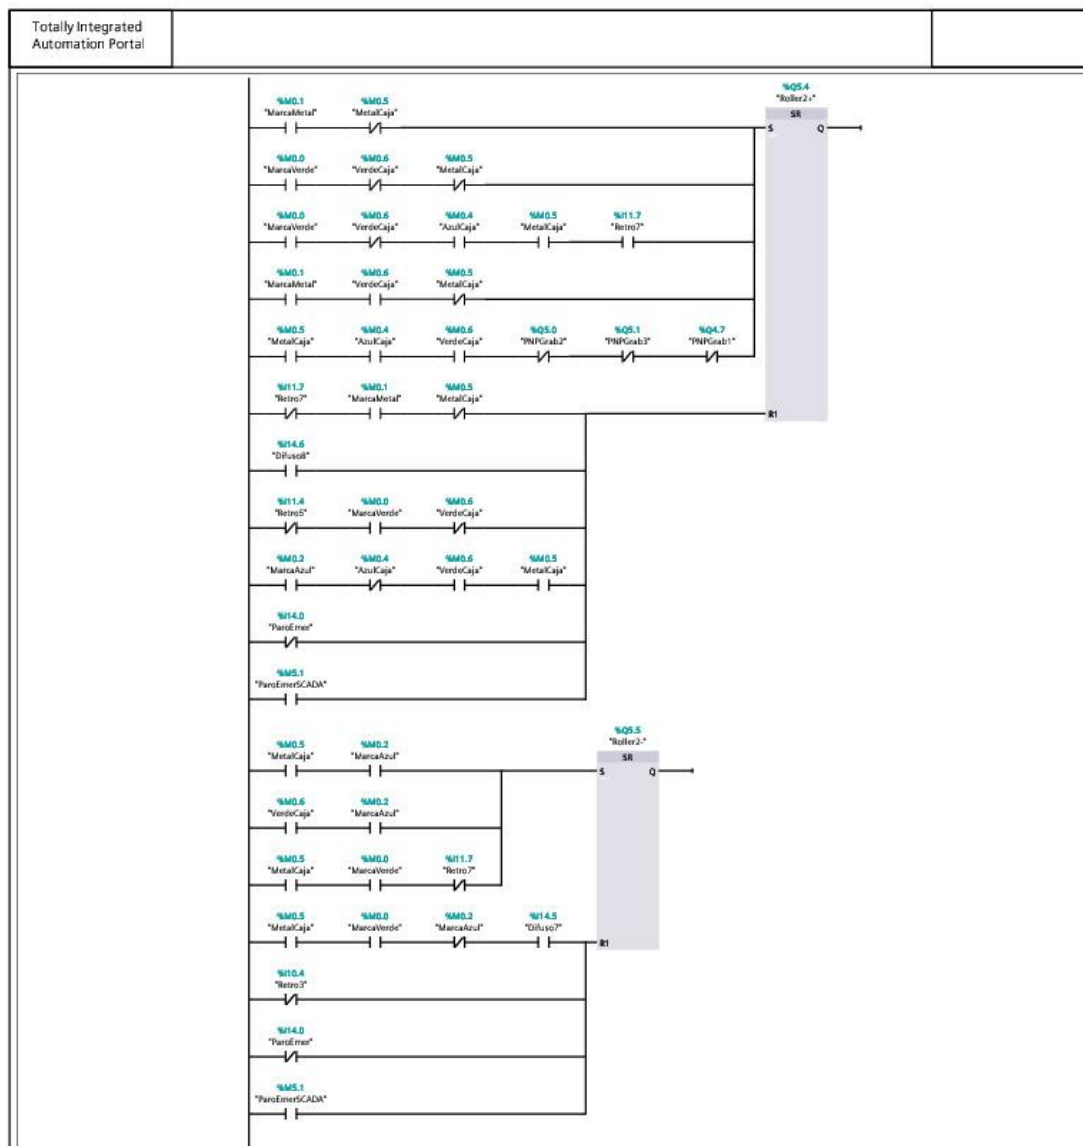 Totally Integrated
Automation Portal
%Q5.4
"Roller2+"
%M0.1 %M0.5
"MarcaMetal" "MetalCaja"
SR
S Q
%M0.0 %M0.6 %M0.5
"MarcaVerde" "VerdeCaja" "MetalCaja"
%M0.0 %M0.6 %M0.4 %M0.5 %I11.7
"MarcaVerde" "VerdeCaja" "AzulCaja" "MetalCaja" "Retro7"
%M0.1 %M0.6 %M0.5
"MarcaMetal" "VerdeCaja" "MetalCaja"
%M0.5 %M0.4 %M0.6 %Q5.0 %Q5.1 %Q4.7
"MetalCaja" "AzulCaja" "VerdeCaja" "PNPGrab2" "PNPGrab3" "PNPGrab1"
%I11.7 %M0.1 %M0.5
"Retro7" "MarcaMetal" "MetalCaja"
R1
%I14.6
"Difuso8"
%I11.4 %M0.0 %M0.6
"Retro5" "MarcaVerde" "VerdeCaja"
%M0.2 %M0.4 %M0.6 %M0.5
"MarcaAzul" "AzulCaja" "VerdeCaja" "MetalCaja"
%I14.0
"ParoEmer"
%M5.1
"ParoEmerSCADA"
%Q5.5
"Roller2-"
%M0.5 %M0.2
"MetalCaja" "MarcaAzul"
SR
S Q
%M0.6 %M0.2
"VerdeCaja" "MarcaAzul"
%M0.5 %M0.0 %I11.7
"MetalCaja" "MarcaVerde" "Retro7"
%M0.5 %M0.0 %M0.2 %I14.5
"MetalCaja" "MarcaVerde" "MarcaAzul" "Difuso7"
R1
%I10.4
"Retro3"
%I14.0
"ParoEmer"
%M5.1
"ParoEmerSCADA"